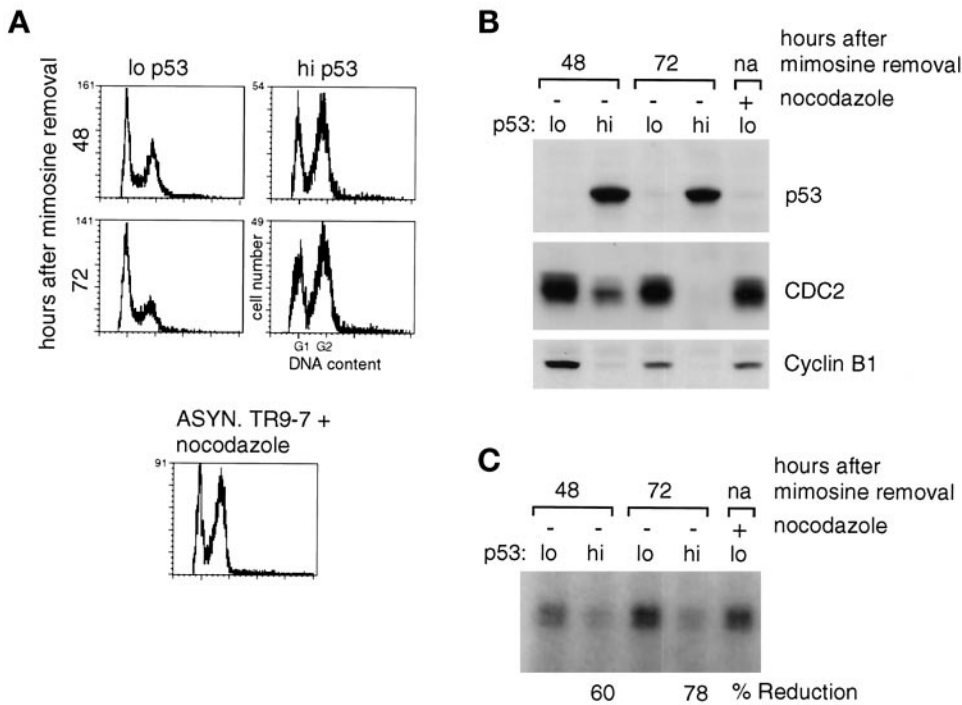 A
lo p53
hi p53
hours after mimosine removal
48
161
54
72
141
49
cell number
G1 G2
DNA content
ASYN. TR9-7 +
nocodazole
91
B
hours after
48 72 na mimosine removal
- - - - + nocodazole
p53: lo hi lo hi lo
p53
CDC2
Cyclin B1
C
hours after
48 72 na mimosine removal
- - - - + nocodazole
p53: lo hi lo hi lo
60 78 % Reduction